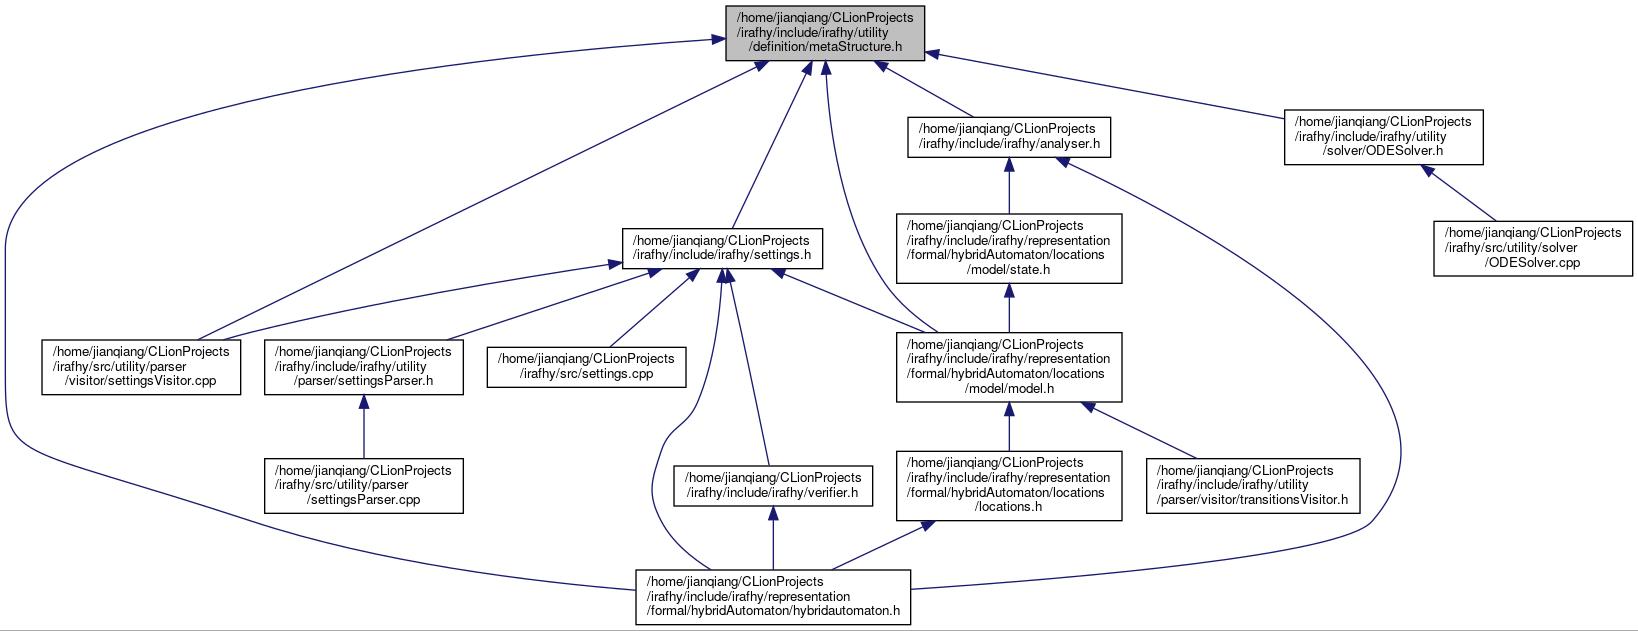 /home/jianqiang/CLionProjects
/irafhy/include/irafhy/utility
/definition/metaStructure.h
/home/jianqiang/CLionProjects
/irafhy/include/irafhy/analyser.h
/home/jianqiang/CLionProjects
/irafhy/include/irafhy/utility
/solver/ODESolver.h
/home/jianqiang/CLionProjects
/irafhy/include/irafhy/settings.h
/home/jianqiang/CLionProjects
/irafhy/include/irafhy/representation
/formal/hybridAutomaton/locations
/model/state.h
/home/jianqiang/CLionProjects
/irafhy/src/utility/solver
/ODESolver.cpp
/home/jianqiang/CLionProjects
/irafhy/src/utility/parser
/visitor/settingsVisitor.cpp
/home/jianqiang/CLionProjects
/irafhy/include/irafhy/utility
/parser/settingsParser.h
/home/jianqiang/CLionProjects
/irafhy/src/settings.cpp
/home/jianqiang/CLionProjects
/irafhy/include/irafhy/representation
/formal/hybridAutomaton/locations
/model/model.h
/home/jianqiang/CLionProjects
/irafhy/src/utility/parser
/settingsParser.cpp
/home/jianqiang/CLionProjects
/irafhy/include/irafhy/verifier.h
/home/jianqiang/CLionProjects
/irafhy/include/irafhy/representation
/formal/hybridAutomaton/locations
/locations.h
/home/jianqiang/CLionProjects
/irafhy/include/irafhy/utility
/parser/visitor/transitionsVisitor.h
/home/jianqiang/CLionProjects
/irafhy/include/irafhy/representation
/formal/hybridAutomaton/hybridautomaton.h